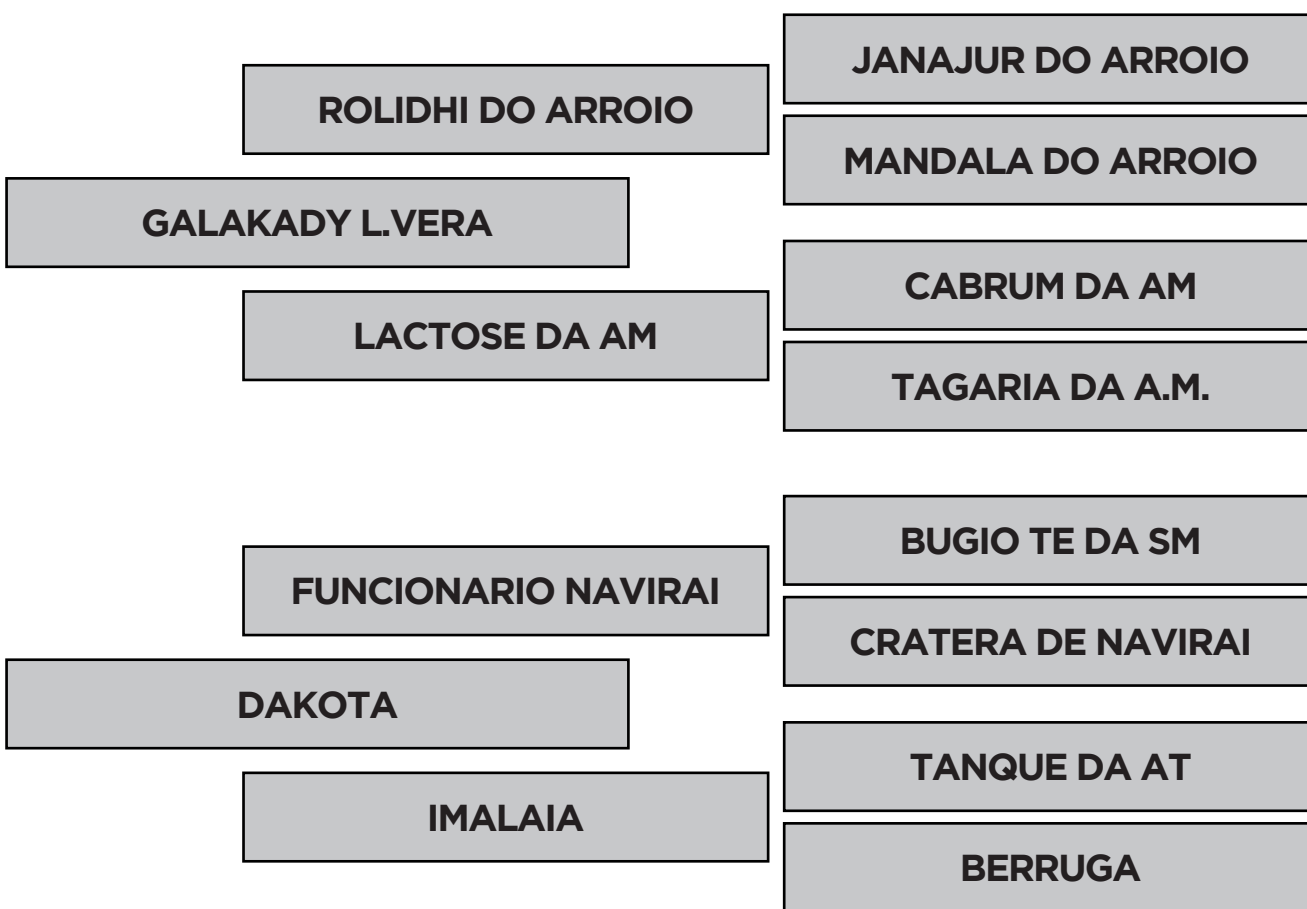 JANAJUR DO ARROIO
ROLIDHI DO ARROIO
MANDALA DO ARROIO
GALAKADY L.VERA
CABRUM DA AM
LACTOSE DA AM
TAGARIA DA A.M.
BUGIO TE DA SM
FUNCIONARIO NAVIRAI
CRATERA DE NAVIRAI
DAKOTA
TANQUE DA AT
IMALAIA
BERRUGA